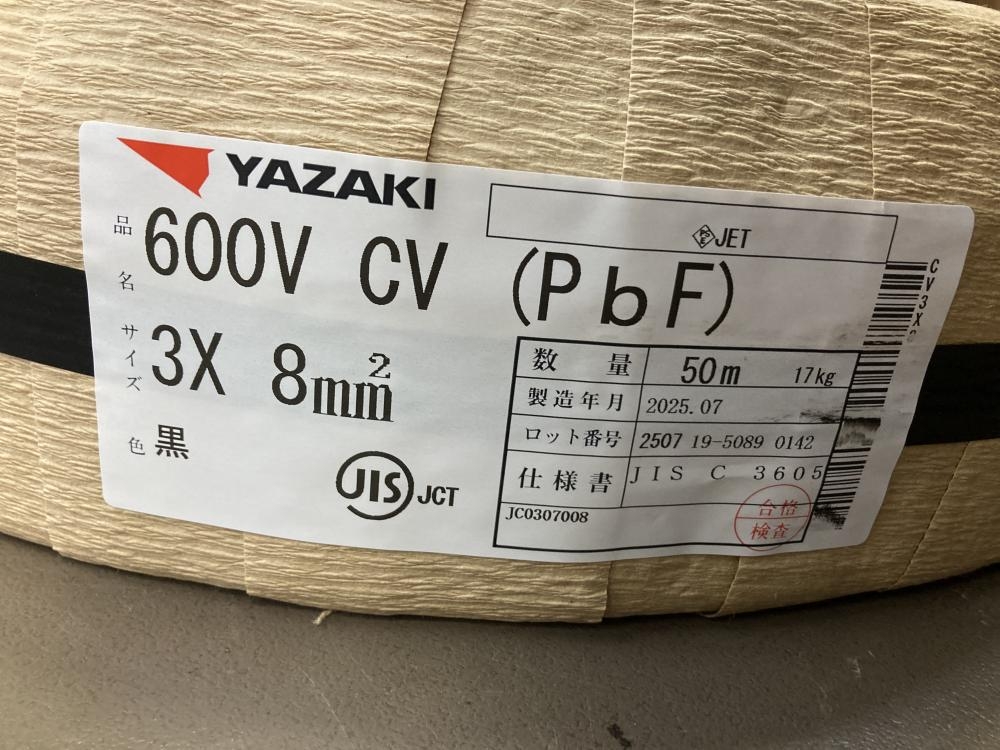 YAZAKI
PSE JET
品名 600V CV (PbF)
サイズ 3X 8mm²
色 黒
JIS JCT
数量 50m 17kg
製造年月 2025.07
ロット番号 2507 19-5089 0142
仕様書 JIS C 3605
JC0307008
合格
検査
CV3X